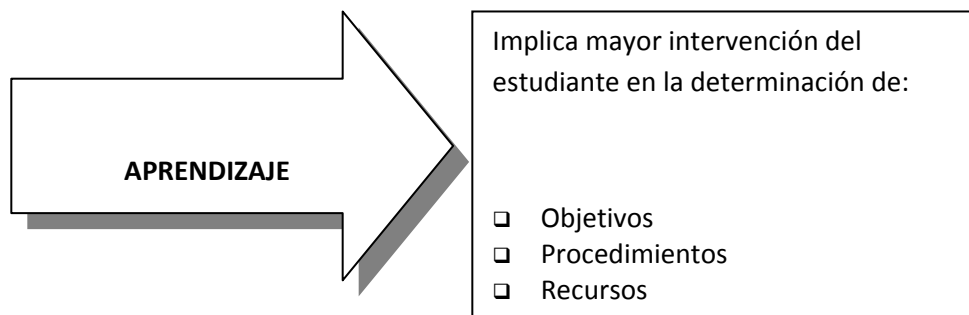 APRENDIZAJE
Implica mayor intervención del
estudiante en la determinación de:
❑ Objetivos
❑ Procedimientos
❑ Recursos